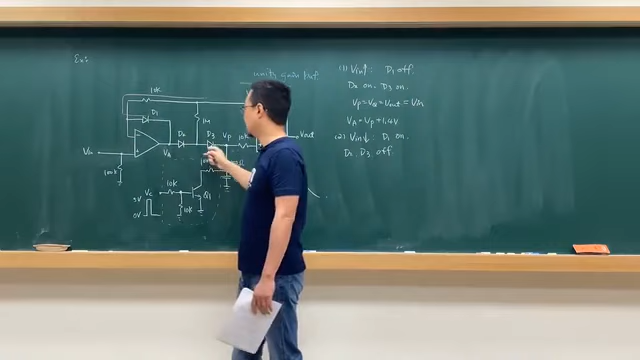 Ex:
unity gain buf.
10K
D1
1M
D2
D3
Vp
10K
Vout
Vin
VA
100K
10K
Vc
5V
0V
10K
Q1
(1) Vin↑ : D1 off.
D2 on. D3 on.
Vp=Va=Vout=Vin
VA=Vp+1.4V
(2) Vin↓ : D1 on.
D2 D3 off.